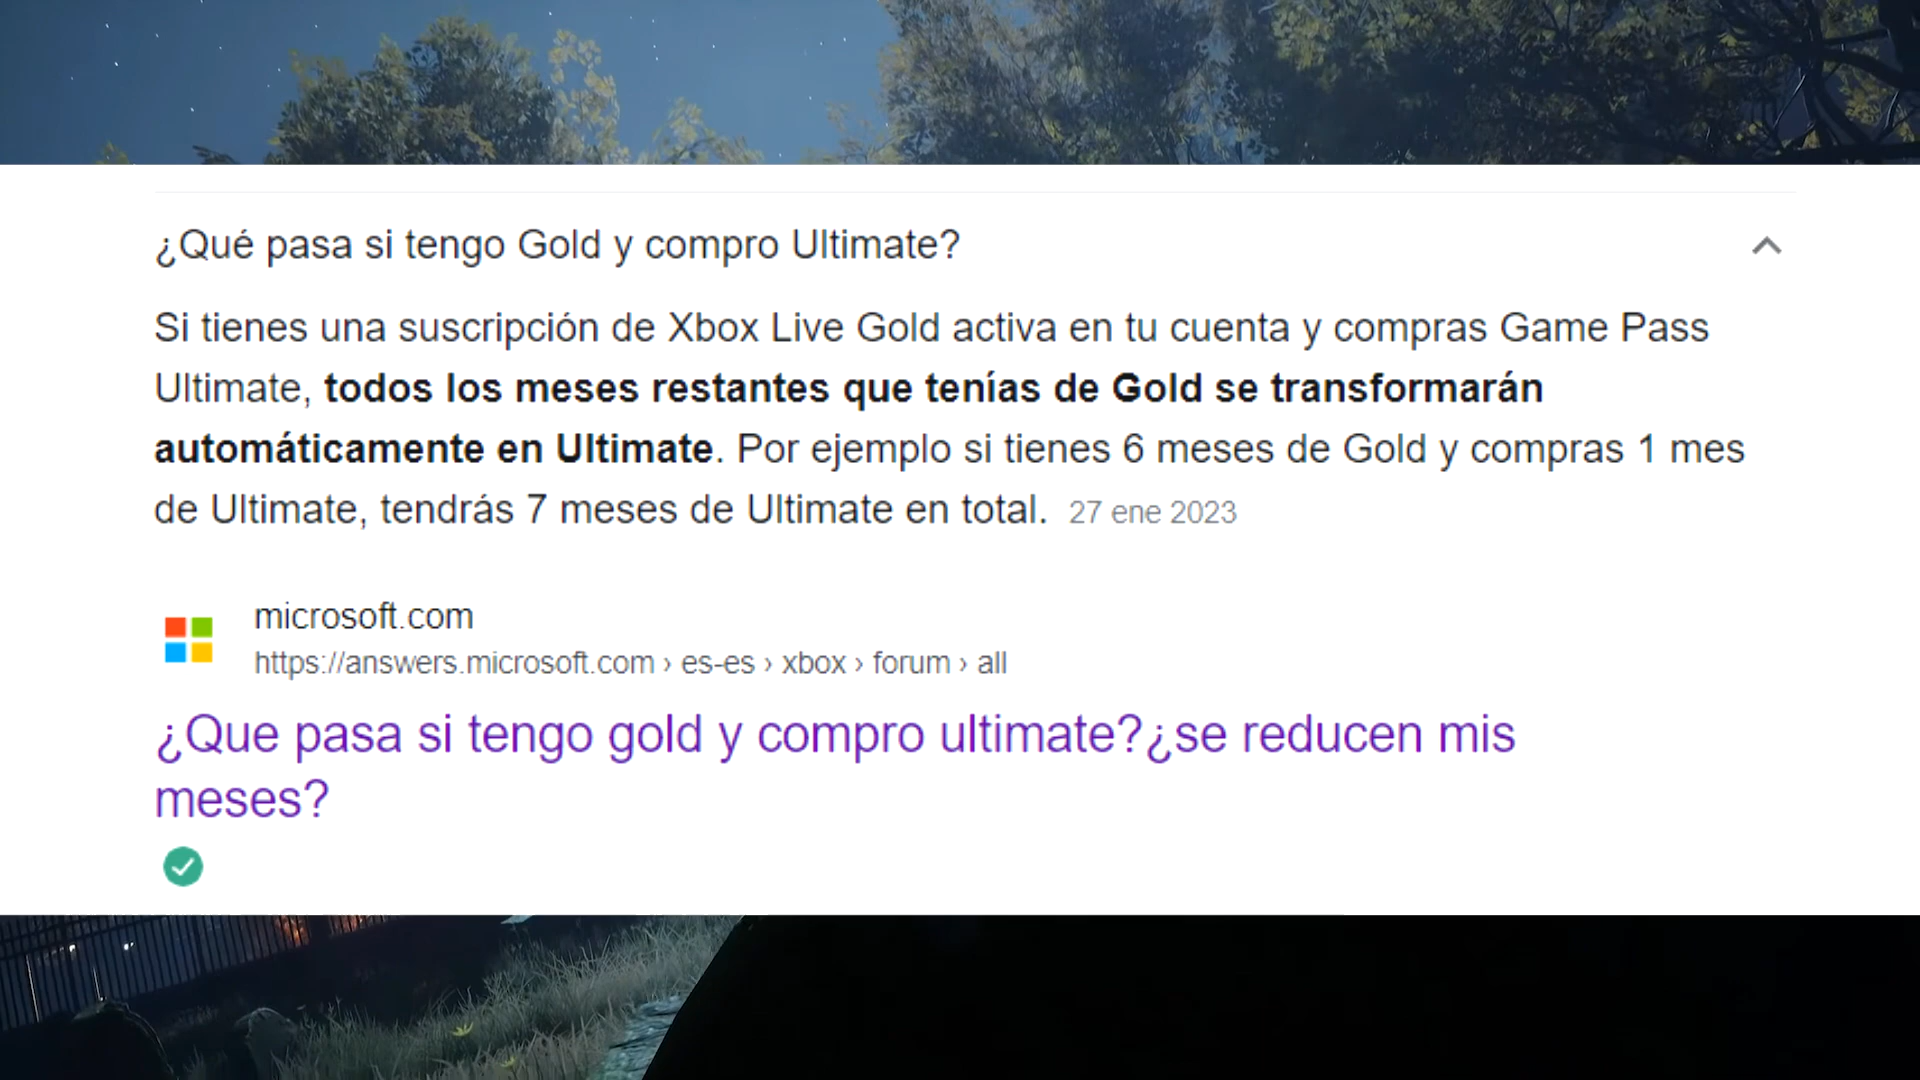 ¿Qué pasa si tengo Gold y compro Ultimate?
Si tienes una suscripción de Xbox Live Gold activa en tu cuenta y compras Game Pass
Ultimate, todos los meses restantes que tenías de Gold se transformarán
automáticamente en Ultimate. Por ejemplo si tienes 6 meses de Gold y compras 1 mes
de Ultimate, tendrás 7 meses de Ultimate en total. 27 ene 2023
microsoft.com
https://answers.microsoft.com › es-es › xbox › forum › all
¿Que pasa si tengo gold y compro ultimate?¿se reducen mis
meses?